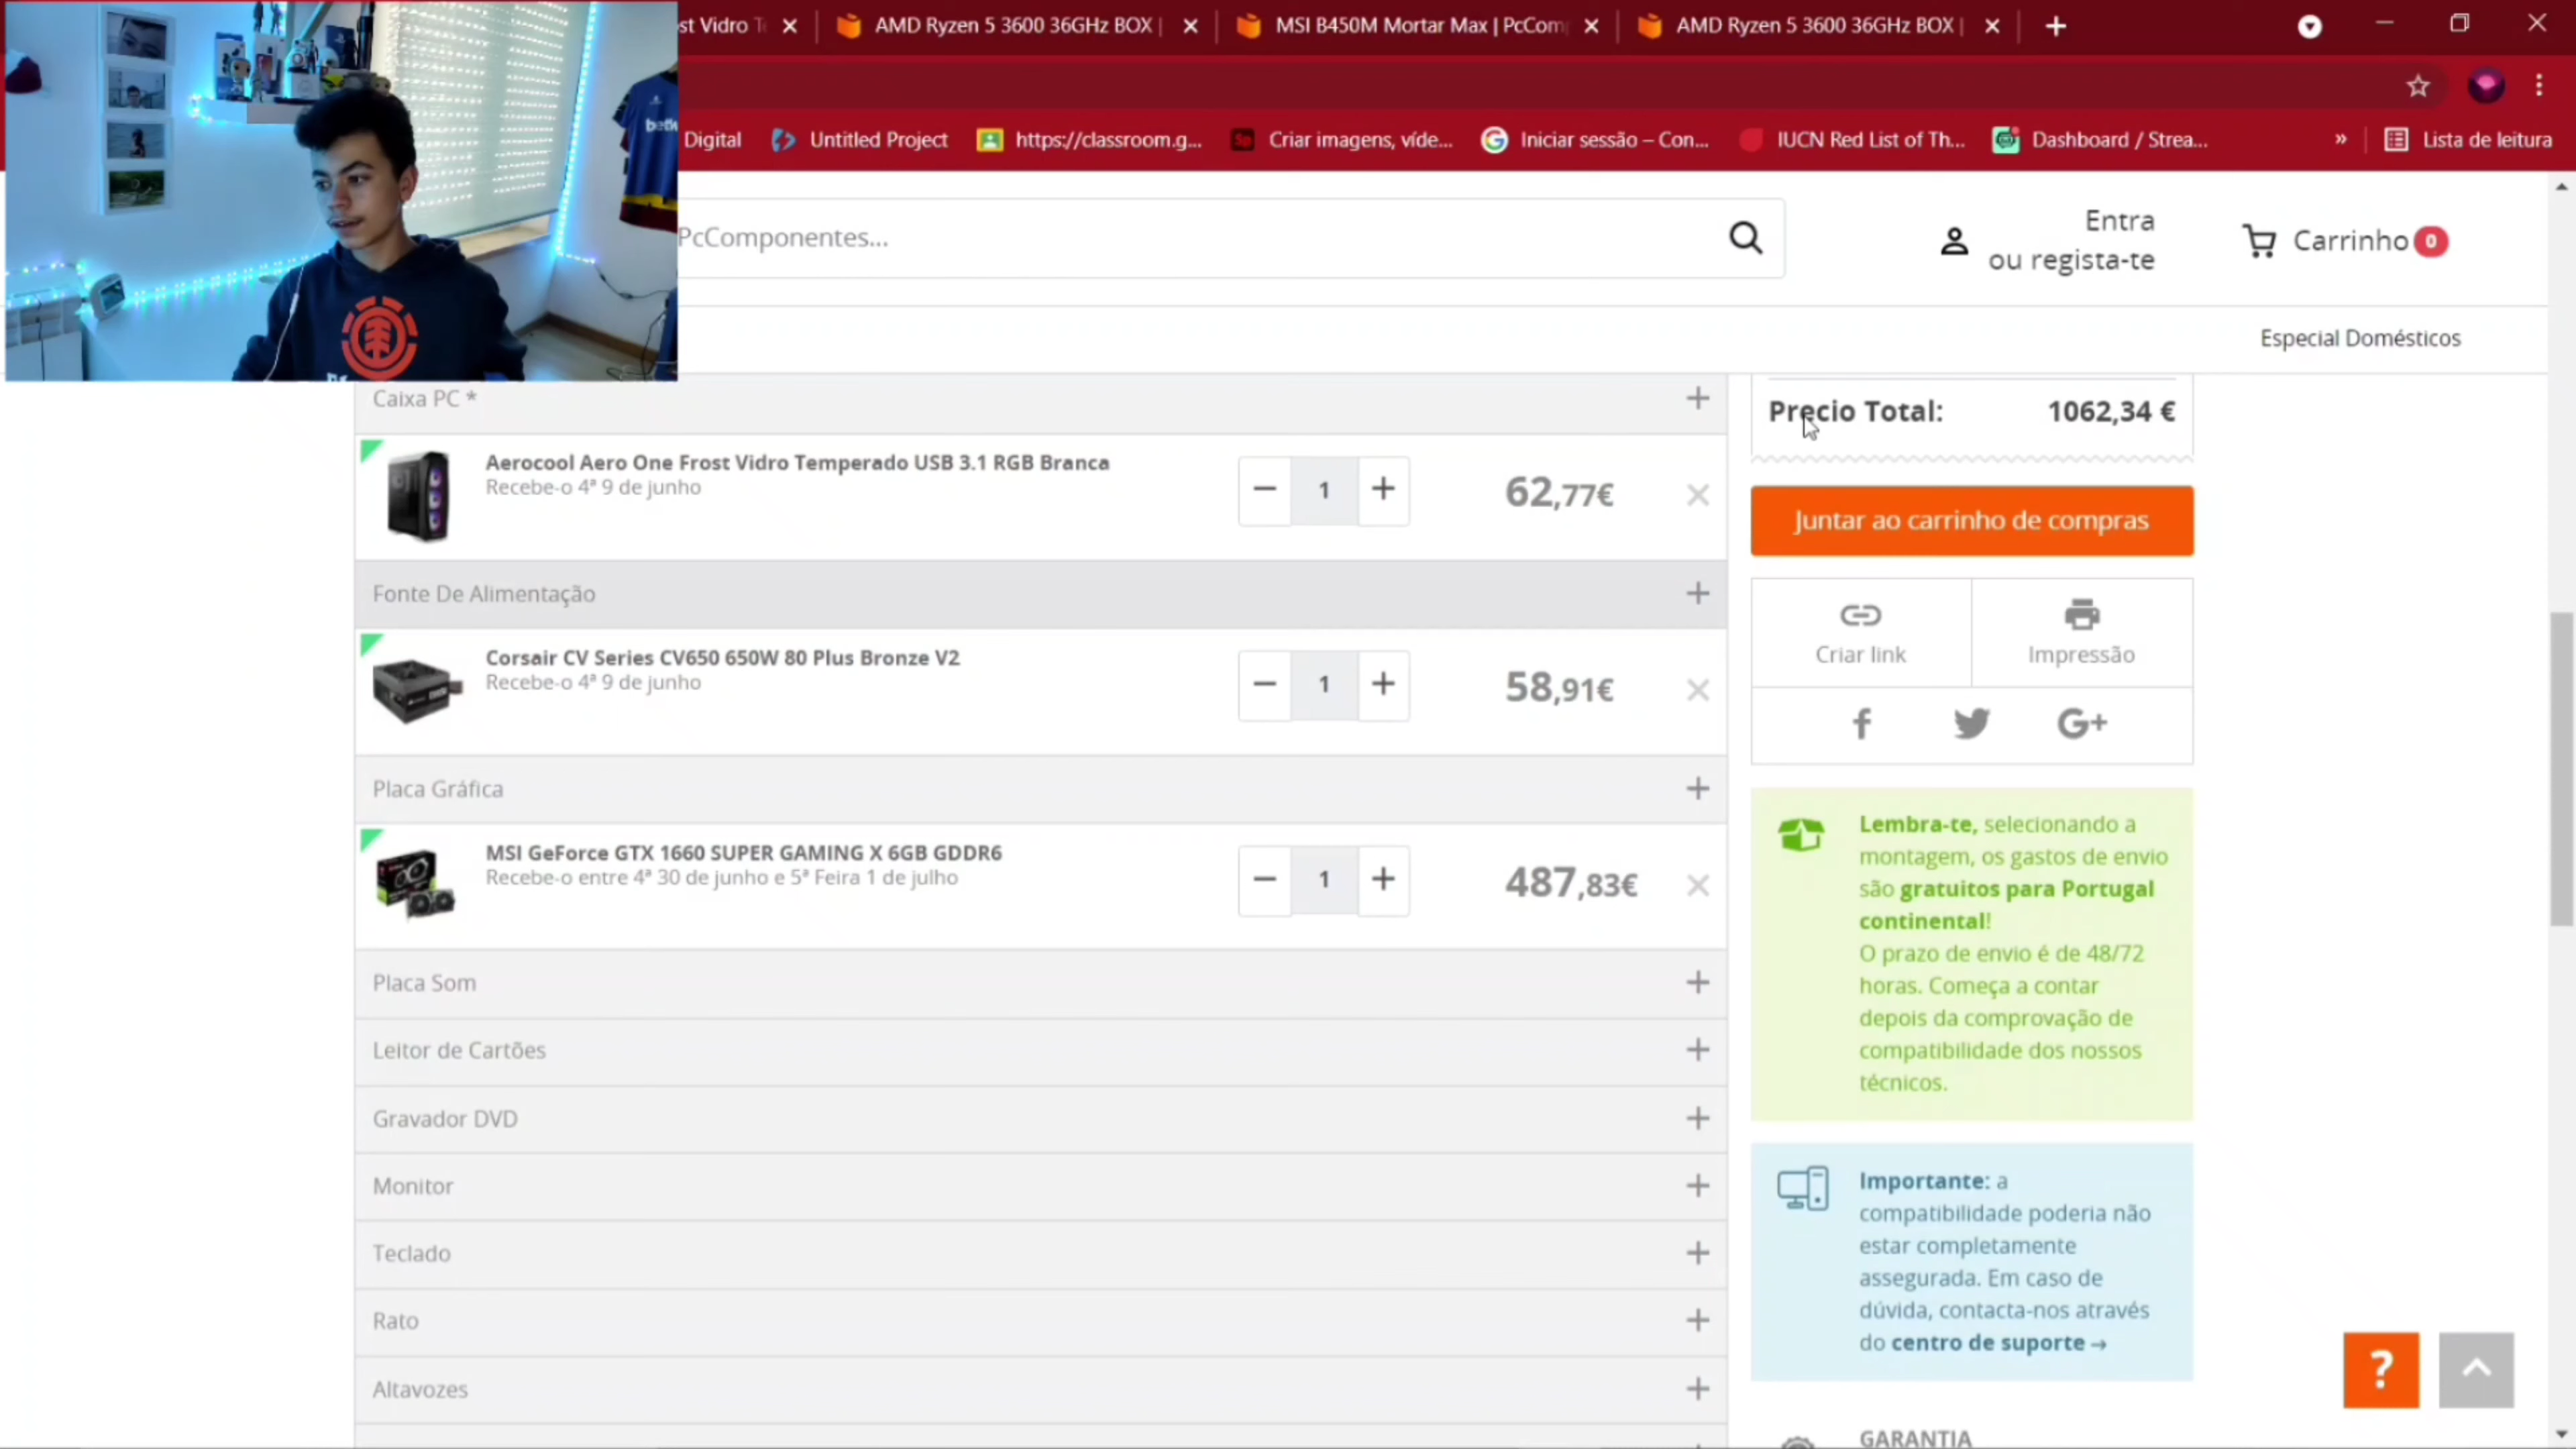 st Vidro T
AMD Ryzen 5 3600 36GHz BOX |
MSI B450M Mortar Max | PcCom
AMD Ryzen 5 3600 36GHz BOX |
Digital
Untitled Project
https://classroom.g...
Criar imagens, víde...
Iniciar sessão – Con...
IUCN Red List of Th...
Dashboard / Strea...
»
Lista de leitura
PcComponentes...
Entra
ou regista-te
Carrinho 0
Especial Domésticos
Caixa PC *
Aerocool Aero One Frost Vidro Temperado USB 3.1 RGB Branca
Recebe-o 4ª 9 de junho
1
62,77€
Fonte De Alimentação
Corsair CV Series CV650 650W 80 Plus Bronze V2
Recebe-o 4ª 9 de junho
1
58,91€
Placa Gráfica
MSI GeForce GTX 1660 SUPER GAMING X 6GB GDDR6
Recebe-o entre 4ª 30 de junho e 5ª Feira 1 de julho
1
487,83€
Placa Som
Leitor de Cartões
Gravador DVD
Monitor
Teclado
Rato
Altavozes
Precio Total: 1062,34 €
Juntar ao carrinho de compras
Criar link
Impressão
f
G+
Lembra-te, selecionando a
montagem, os gastos de envio
são gratuitos para Portugal
continental!
O prazo de envio é de 48/72
horas. Começa a contar
depois da comprovação de
compatibilidade dos nossos
técnicos.
Importante: a
compatibilidade poderia não
estar completamente
assegurada. Em caso de
dúvida, contacta-nos através
do centro de suporte →
?
GARANTIA